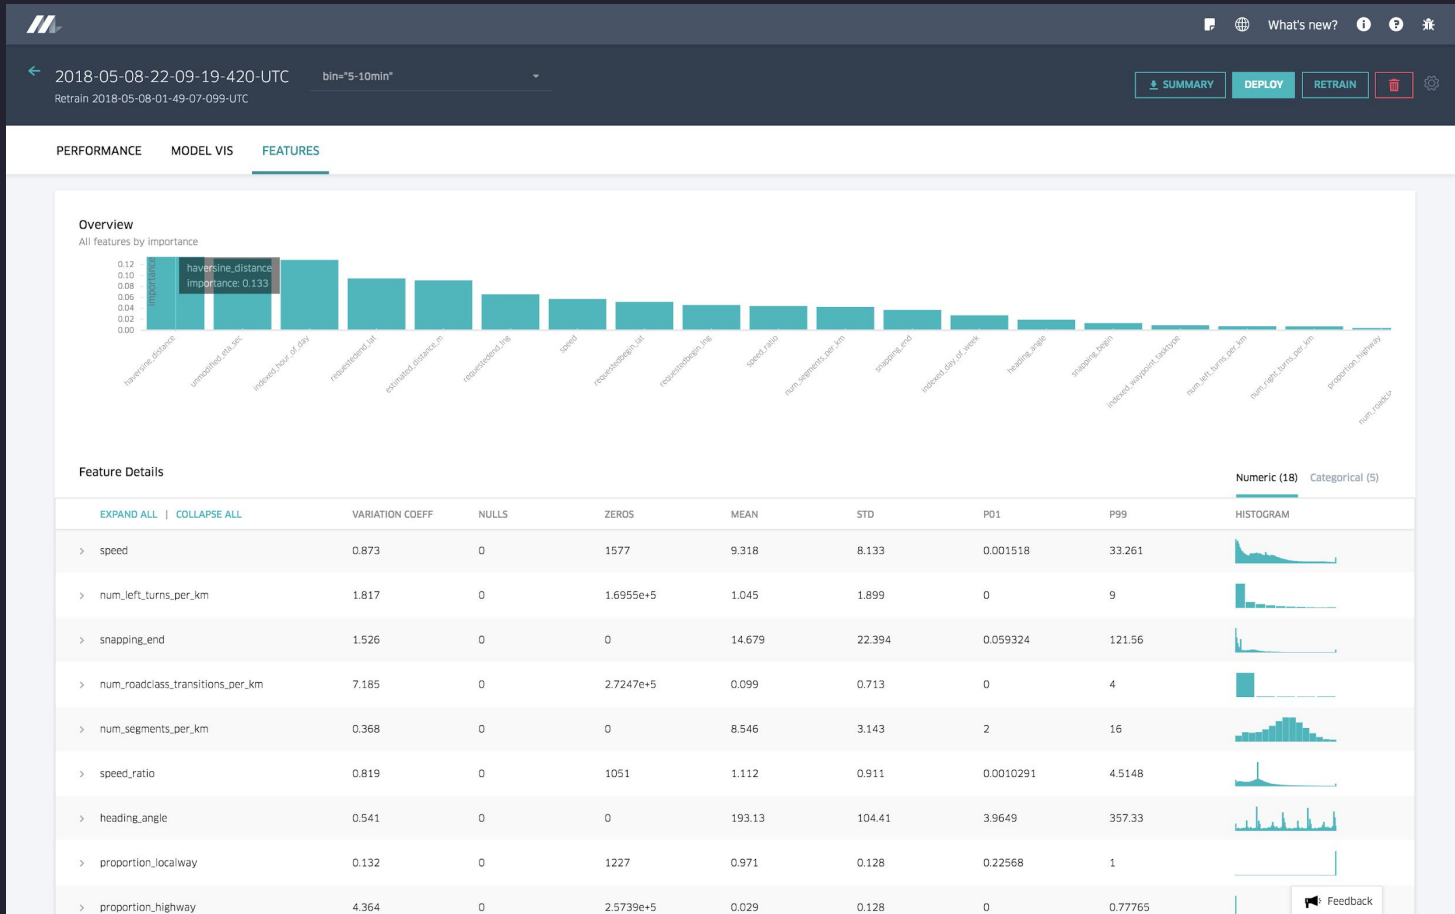 What's new?
2018-05-08-22-09-19-420-UTC
bin="5-10min"
Retrain 2018-05-08-01-49-07-099-UTC
SUMMARY
DEPLOY
RETRAIN
PERFORMANCE MODEL VIS FEATURES
Overview
All features by importance
0.12
0.10
0.08
0.06
0.04
0.02
0.00
importance
haversine_distance
importance: 0.133
haversine_distance
unmodified_eta_sec
indexed_hour_of_day
requestedend_lat
estimated_distance_m
requestedend_lng
speed
requestedbegin_lat
requestedbegin_lng
speed_ratio
num_segments_per_km
snapping_end
indexed_day_of_week
heading_angle
snapping_begin
indexed_waypoint_tasktype
num_left_turns_per_km
num_right_turns_per_km
proportion_highway
num_roadcla
Feature Details
Numeric (18) Categorical (5)
EXPAND ALL | COLLAPSE ALL VARIATION COEFF NULLS ZEROS MEAN STD P01 P99 HISTOGRAM
speed 0.873 0 1577 9.318 8.133 0.001518 33.261
num_left_turns_per_km 1.817 0 1.6955e+5 1.045 1.899 0 9
snapping_end 1.526 0 0 14.679 22.394 0.059324 121.56
num_roadclass_transitions_per_km 7.185 0 2.7247e+5 0.099 0.713 0 4
num_segments_per_km 0.368 0 0 8.546 3.143 2 16
speed_ratio 0.819 0 1051 1.112 0.911 0.0010291 4.5148
heading_angle 0.541 0 0 193.13 104.41 3.9649 357.33
proportion_localway 0.132 0 1227 0.971 0.128 0.22568 1
proportion_highway 4.364 0 2.5739e+5 0.029 0.128 0 0.77765
Feedback